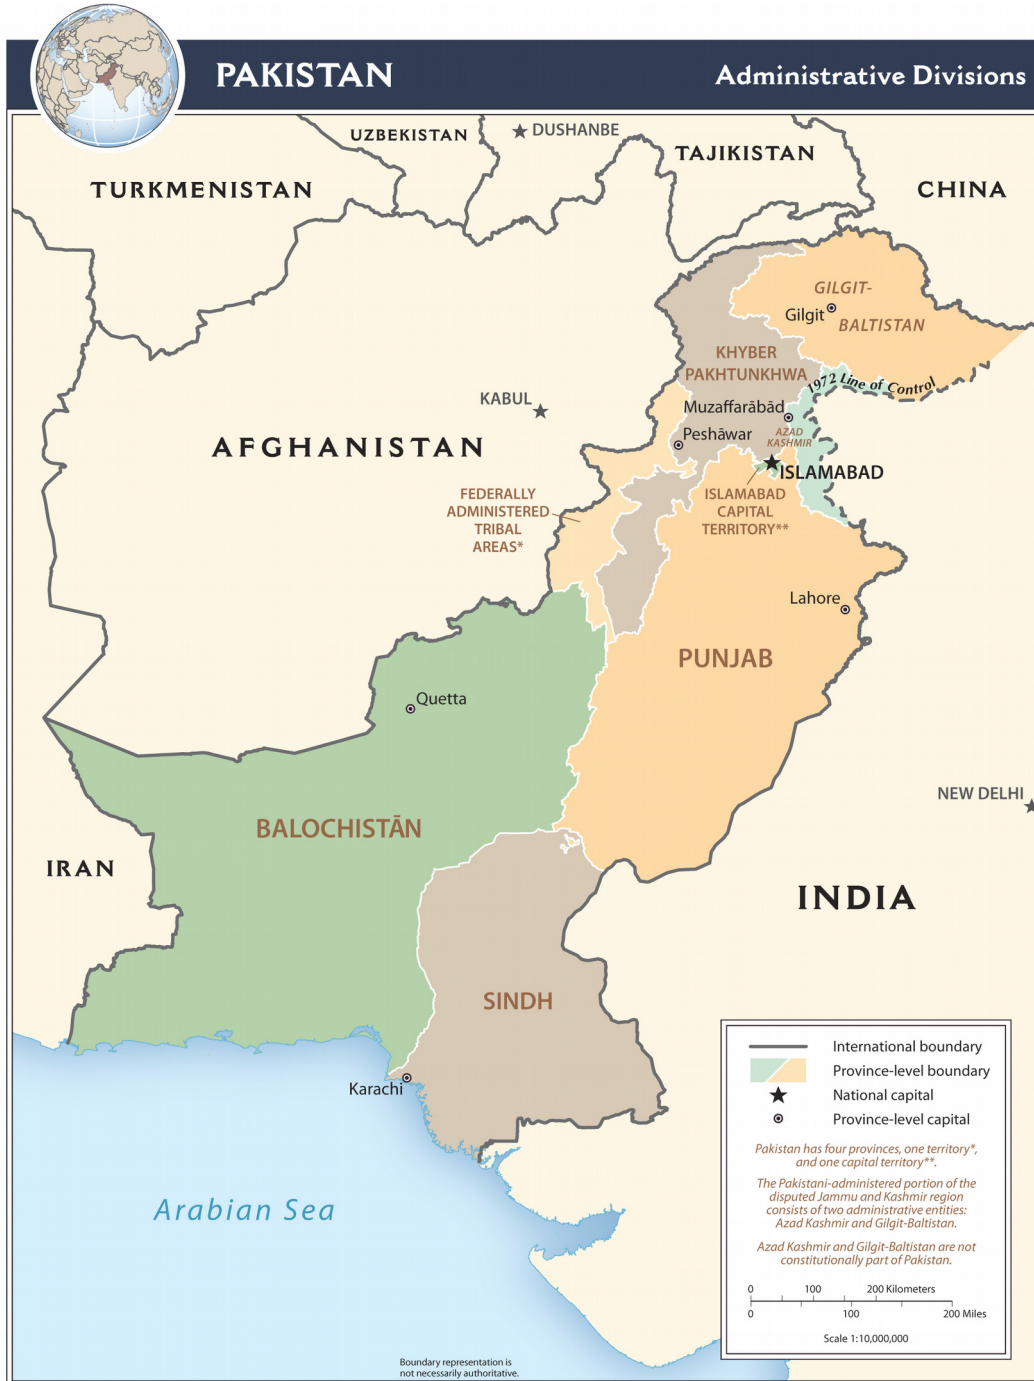 PAKISTAN
Administrative Divisions
UZBEKISTAN
DUSHANBE
TAJIKISTAN
TURKMENISTAN
CHINA
GILGIT-
Gilgit
BALTISTAN
KHYBER
PAKHTUNKHWA
1972 Line of Control
KABUL
Muzaffarābād
Peshāwar
AZAD
KASHMIR
AFGHANISTAN
ISLAMABAD
FEDERALLY
ADMINISTERED
TRIBAL
AREAS*
ISLAMABAD
CAPITAL
TERRITORY**
Lahore
PUNJAB
Quetta
NEW DELHI
BALOCHISTĀN
IRAN
INDIA
SINDH
Karachi
Arabian Sea
International boundary
Province-level boundary
National capital
Province-level capital
Pakistan has four provinces, one territory*,
and one capital territory**.
The Pakistani-administered portion of the
disputed Jammu and Kashmir region
consists of two administrative entities:
Azad Kashmir and Gilgit-Baltistan.
Azad Kashmir and Gilgit-Baltistan are not
constitutionally part of Pakistan.
0 100 200 Kilometers
0 100 200 Miles
Scale 1:10,000,000
Boundary representation is
not necessarily authoritative.